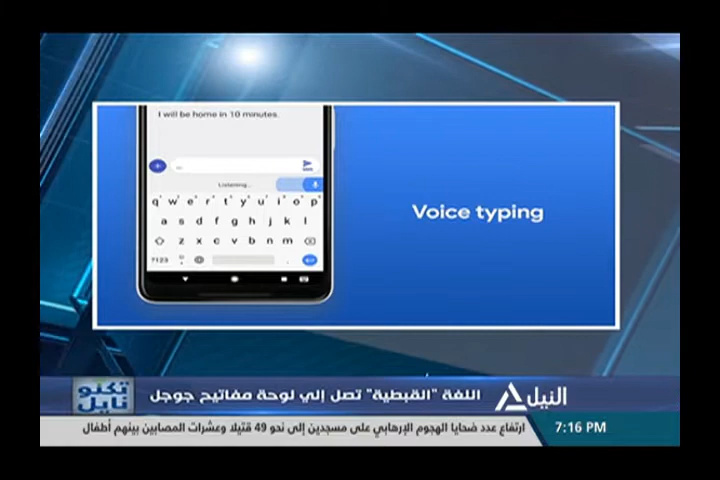 I will be home in 10 minutes.
Listening...
q w e r t y u i o p
a s d f g h j k l
z x c v b n m
?123
Voice typing
النيل
اللغة "القبطية" تصل إلي لوحة مفاتيح جوجل
تكنو
نايل
7:16 PM
ارتفاع عدد ضحايا الهجوم الإرهابي على مسجدين إلى نحو 49 قتيلا وعشرات المصابين بينهم أطفال